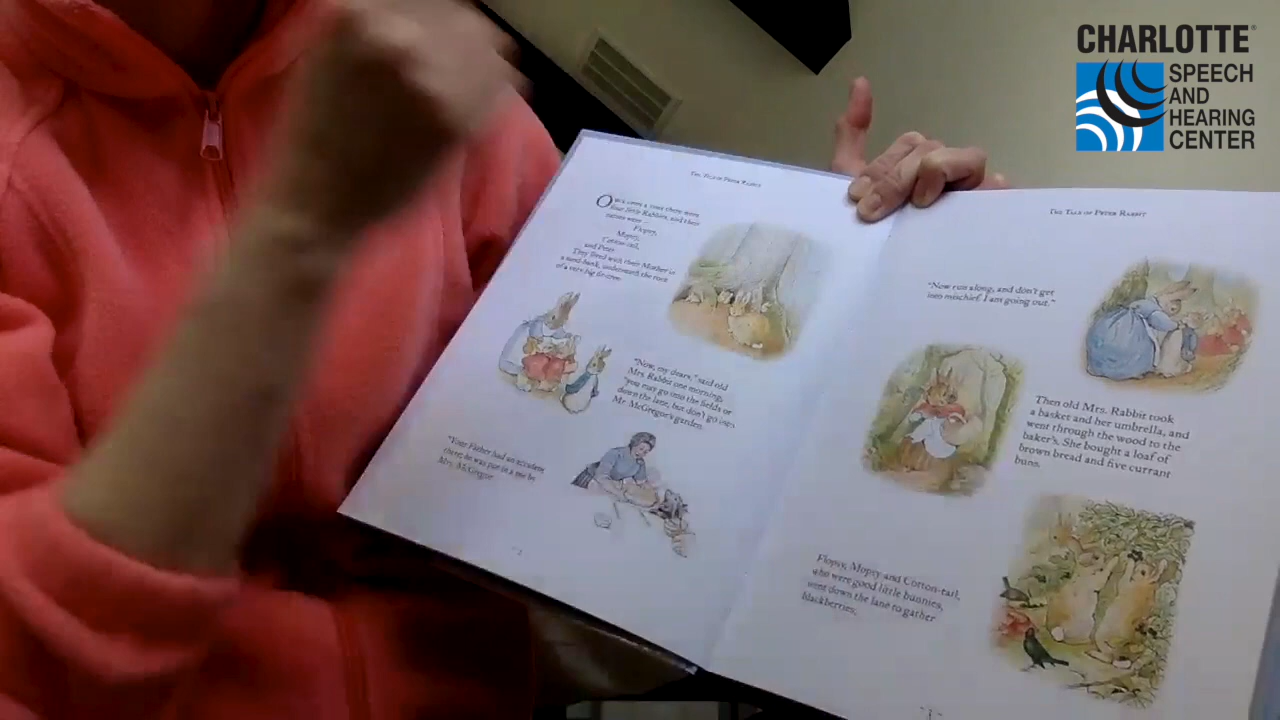 CHARLOTTE
SPEECH
AND
HEARING
CENTER
THE TALE OF PETER RABBIT
ONCE upon a time there were
four little Rabbits, and their
names were
Flopsy,
Mopsy,
Cotton-tail,
and Peter.
They lived with their Mother in
a sand-bank, underneath the root
of a very big fir-tree.
"Now, my dears," said old
Mrs. Rabbit one morning,
"you may go into the fields or
down the lane, but don't go into
Mr. McGregor's garden.
"Your Father had an accident
there; he was put in a pie by
Mrs. McGregor.
THE TALE OF PETER RABBIT
"Now run along, and don't get
into mischief. I am going out."
Then old Mrs. Rabbit took
a basket and her umbrella, and
went through the wood to the
baker's. She bought a loaf of
brown bread and five currant
buns.
Flopsy, Mopsy and Cotton-tail,
who were good little bunnies,
went down the lane to gather
blackberries;